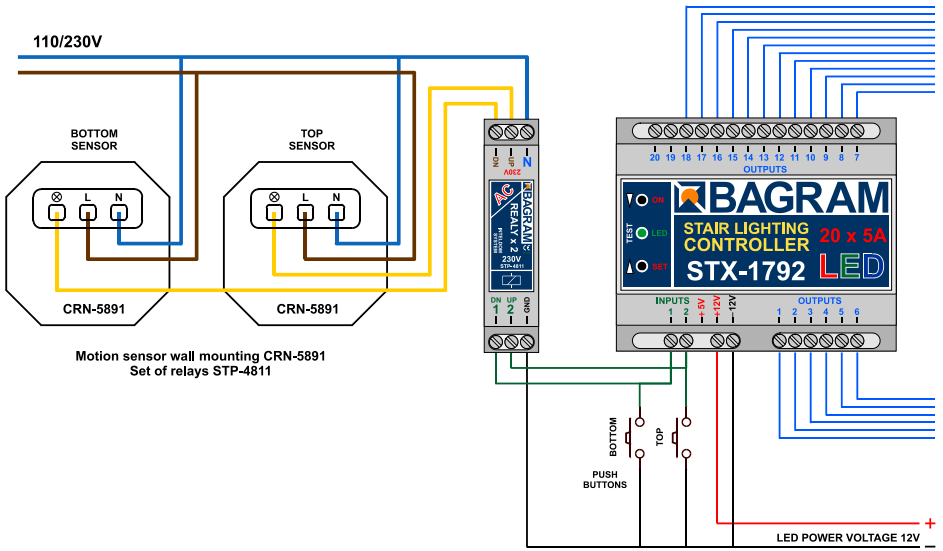 110/230V
BOTTOM
SENSOR
TOP
SENSOR
L
N
L
N
CRN-5891
CRN-5891
Motion sensor wall mounting CRN-5891
Set of relays STP-4811
DN
UP
N
230V
AC
BAGRAM
REALY x 2
INTERLOCK
SYSTEM
230V
STP-4811
DN
UP
GND
1
2
20 19 18 17 16 15 14 13 12 11 10 9 8 7
OUTPUTS
TEST
ON
LED
SET
BAGRAM
STAIR LIGHTING
CONTROLLER
20 x 5A
STX-1792
LED
INPUTS
1
2
+5V
+12V
-12V
OUTPUTS
1 2 3 4 5 6
BOTTOM
TOP
PUSH
BUTTONS
+
LED POWER VOLTAGE 12V
–